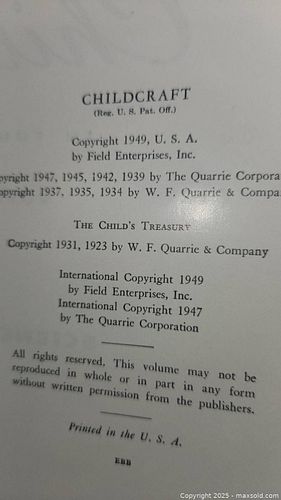 CHILDCRAFT
(Reg. U. S. Pat. Off.)
Copyright 1949, U. S. A.
by Field Enterprises, Inc.
pyright 1947, 1945, 1942, 1939 by The Quarrie Corpora
opyright 1937, 1935, 1934 by W. F. Quarrie & Compa
THE CHILD'S TREASURY
Copyright 1931, 1923 by W. F. Quarrie & Company
International Copyright 1949
by Field Enterprises, Inc.
International Copyright 1947
by The Quarrie Corporation
All rights reserved. This volume may not be
reproduced in whole or in part in any form
without written permission from the publishers.
Printed in the U. S. A.
EBB
Copyright 2025 - maxsold.com